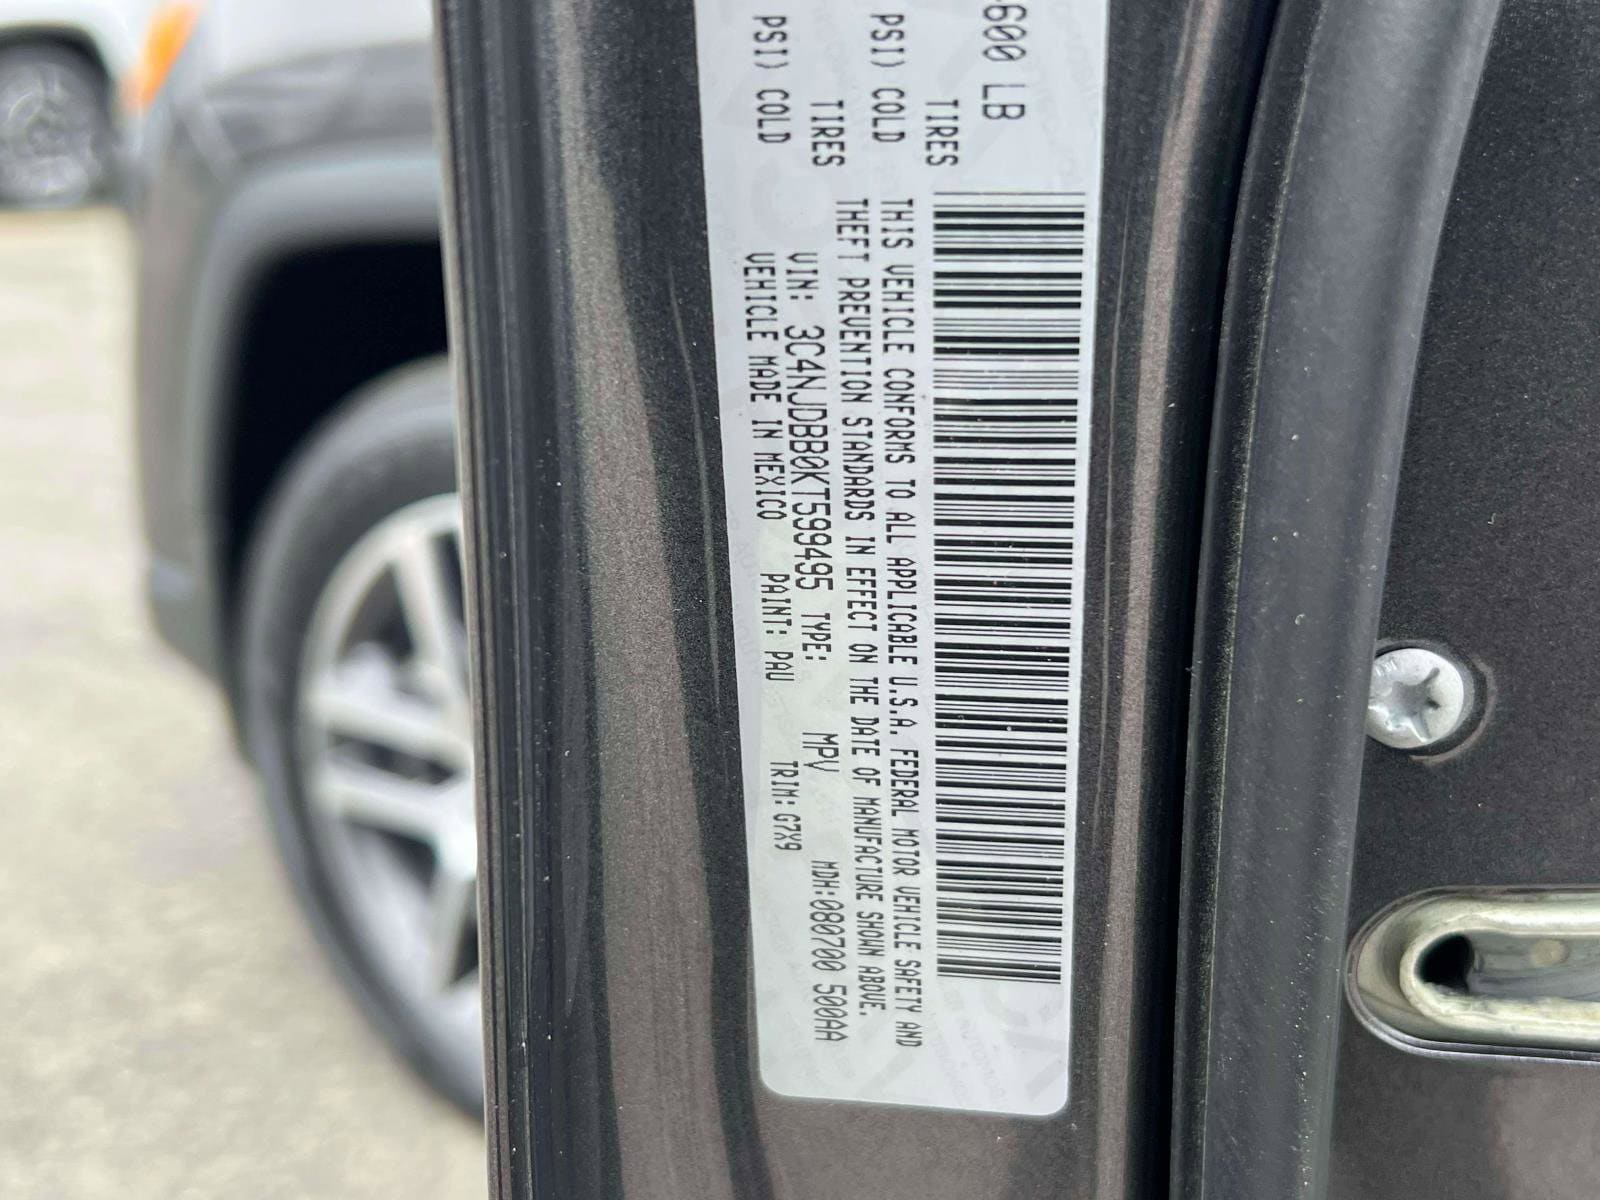 600 LB
TIRES
PSI) COLD
TIRES
PSI) COLD
THIS VEHICLE CONFORMS TO ALL APPLICABLE U.S.A. FEDERAL MOTOR VEHICLE SAFETY AND
THEFT PREVENTION STANDARDS IN EFFECT ON THE DATE OF MANUFACTURE SHOWN ABOVE.
VIN: 3C4NJDBB0KT599495 TYPE: MPV MDH:080700 500AA
VEHICLE MADE IN MEXICO PAINT: PAU TRIM: G7X9